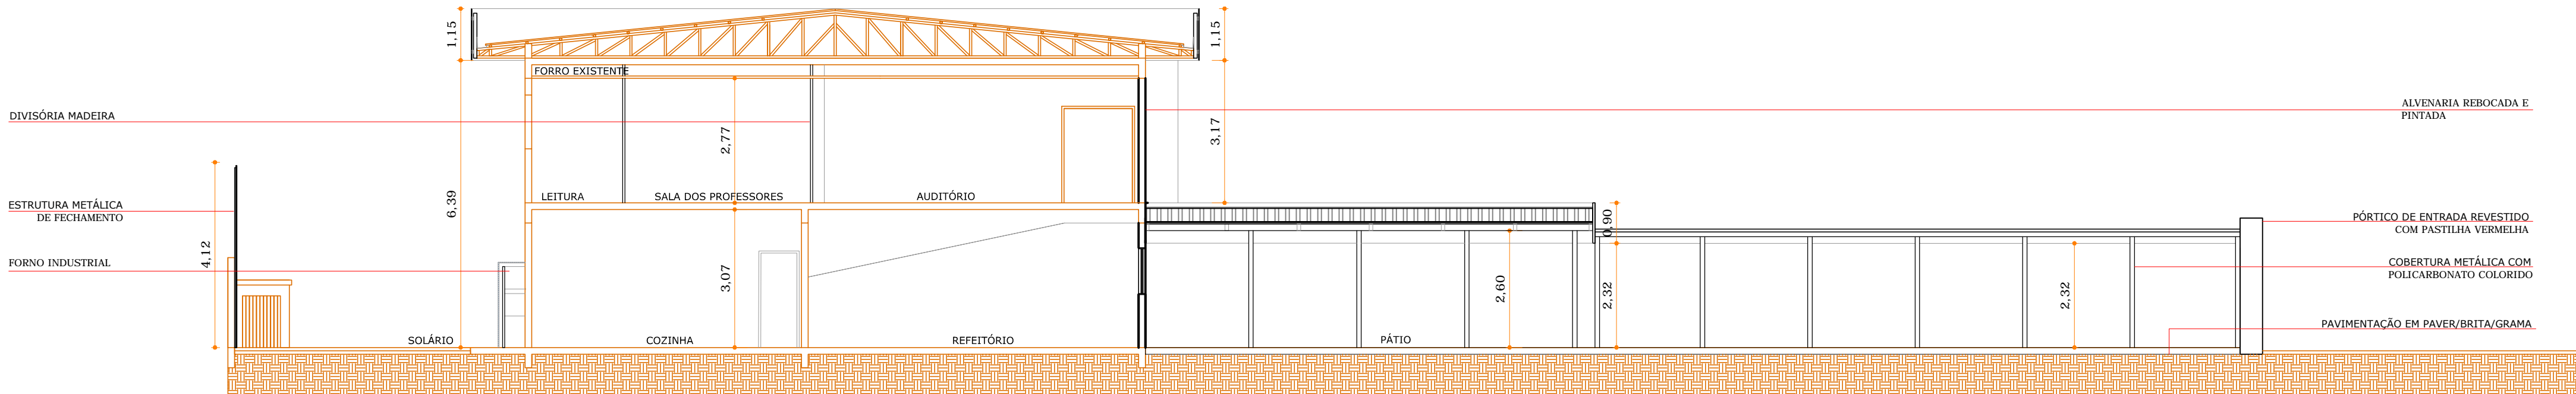 1,15
1,15
FORRO EXISTENTE
DIVISÓRIA MADEIRA
ALVENARIA REBOCADA E
PINTADA
2,77
3,17
6,39
LEITURA
SALA DOS PROFESSORES
AUDITÓRIO
ESTRUTURA METÁLICA
DE FECHAMENTO
PÓRTICO DE ENTRADA REVESTIDO
COM PASTILHA VERMELHA
0,90
4,12
FORNO INDUSTRIAL
3,07
2,60
2,32
2,32
COBERTURA METÁLICA COM
POLICARBONATO COLORIDO
PAVIMENTAÇÃO EM PAVER/BRITA/GRAMA
SOLÁRIO
COZINHA
REFEITÓRIO
PÁTIO